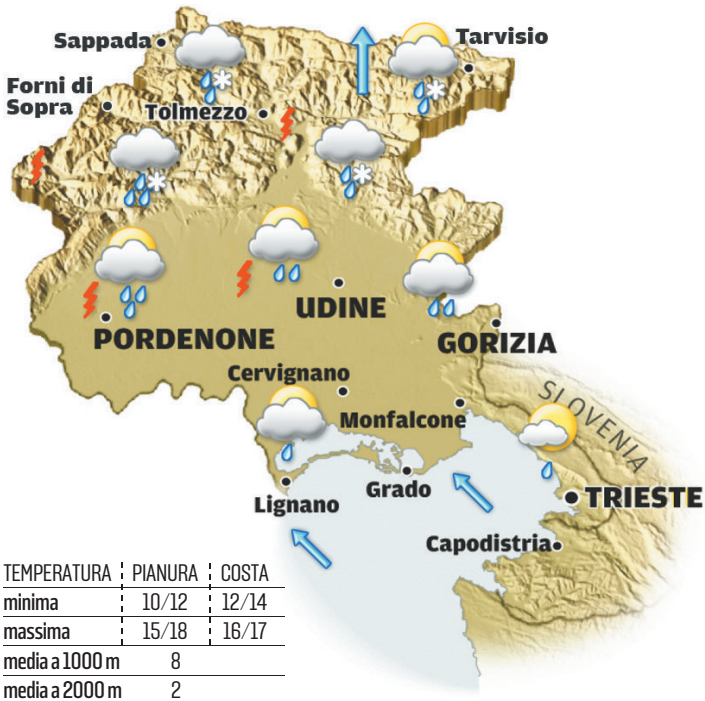 Sappada
Tarvisio
Forni di
Sopra
Tolmezzo
UDINE
PORDENONE
GORIZIA
Cervignano
SLOVENIA
Monfalcone
Grado
Lignano
TRIESTE
Capodistria
TEMPERATURA PIANURA COSTA
minima 10/12 12/14
massima 15/18 16/17
media a 1000 m 8
media a 2000 m 2